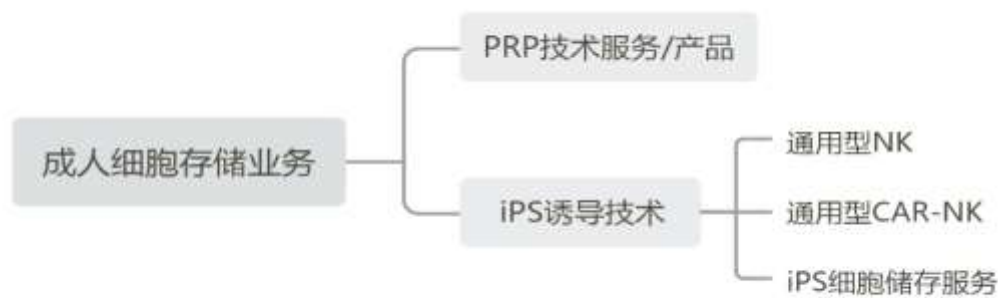 成人细胞存储业务
PRP技术服务/产品
iPS诱导技术
通用型NK
通用型CAR-NK
iPS细胞储存服务